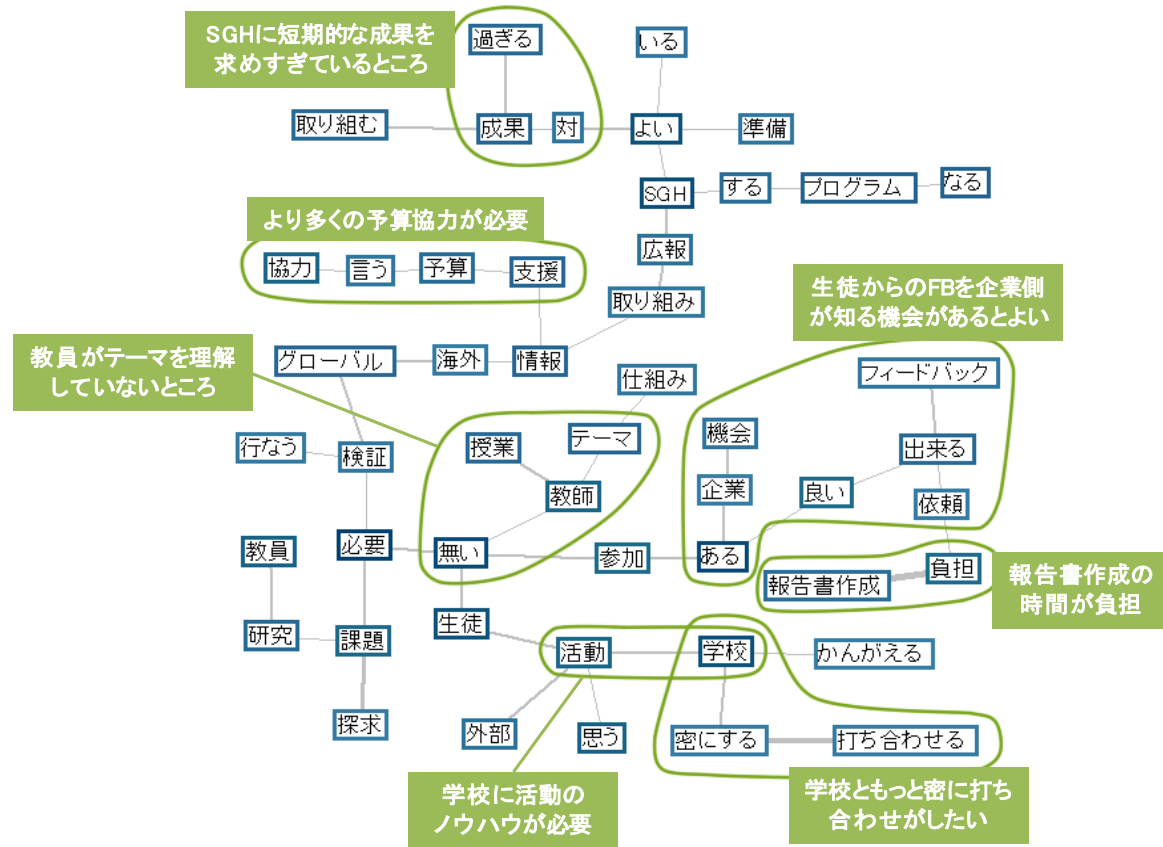 SGHに短期的な成果を
求めすぎているところ
過ぎる
いる
取り組む
成果
対
よい
準備
SGH
する
プログラム
なる
より多くの予算協力が必要
広報
協力
言う
予算
支援
取り組み
生徒からのFBを企業側
が知る機会があるとよい
教員がテーマを理解
していないところ
グローバル
海外
情報
仕組み
フィードバック
行なう
検証
授業
テーマ
機会
出来る
教師
企業
良い
依頼
教員
必要
無い
参加
ある
報告書作成
負担
報告書作成の
時間が負担
研究
課題
生徒
活動
学校
かんがえる
探求
外部
思う
密にする
打ち合わせる
学校に活動の
ノウハウが必要
学校ともっと密に打ち
合わせがしたい